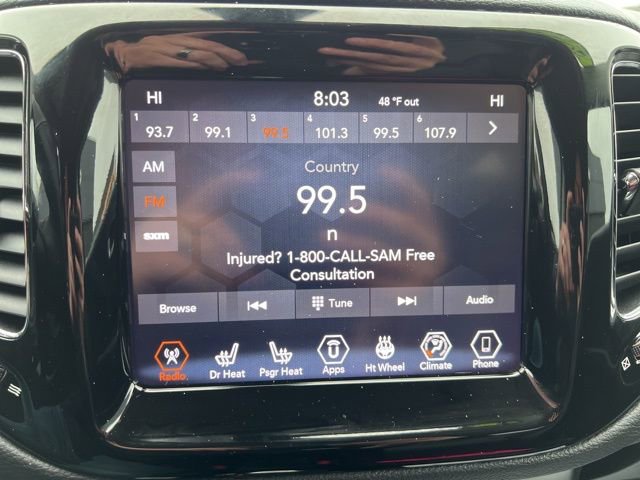 HI 8:03 48 °F out HI
1 93.7 2 99.1 3 99.5 4 101.3 5 99.5 6 107.9
AM Country
FM 99.5
sxm n
Injured? 1-800-CALL-SAM Free
Consultation
Browse Tune Audio
Radio Dr Heat Psgr Heat Apps Ht Wheel Climate Phone